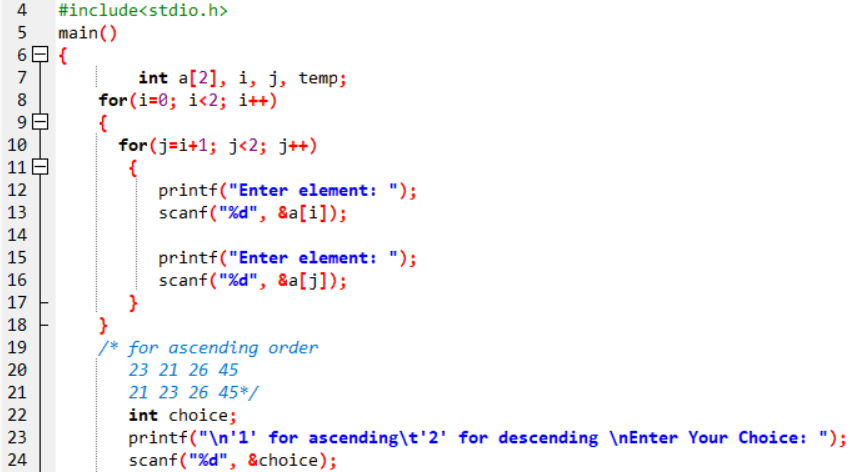 4 #include<stdio.h>
5 main()
6 {
7 int a[2], i, j, temp;
8 for(i=0; i<2; i++)
9 {
10 for(j=i+1; j<2; j++)
11 {
12 printf("Enter element: ");
13 scanf("%d", &a[i]);
14
15 printf("Enter element: ");
16 scanf("%d", &a[j]);
17 }
18 }
19 /* for ascending order
20 23 21 26 45
21 21 23 26 45*/
22 int choice;
23 printf("\n'1' for ascending\t'2' for descending \nEnter Your Choice: ");
24 scanf("%d", &choice);